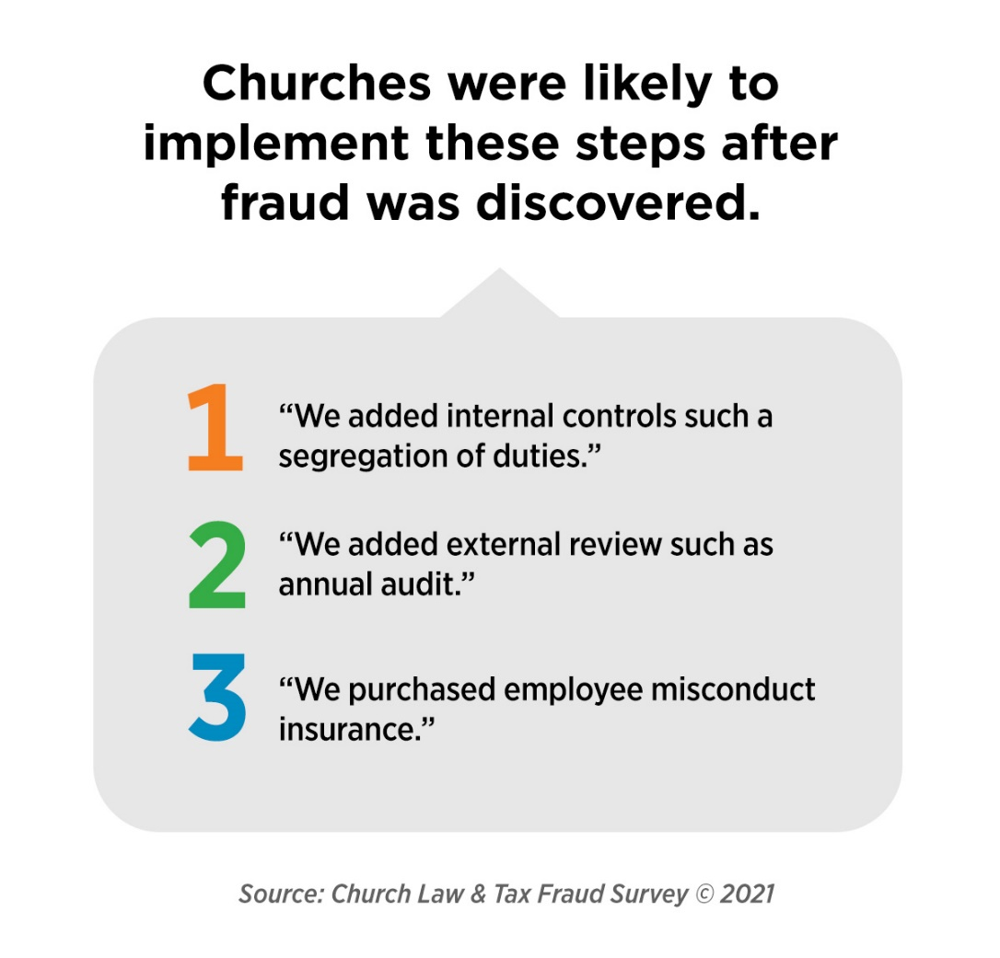 Churches were likely to
implement these steps after
fraud was discovered.
1 “We added internal controls such a
segregation of duties.”
2 “We added external review such as
annual audit.”
3 “We purchased employee misconduct
insurance.”
Source: Church Law & Tax Fraud Survey © 2021